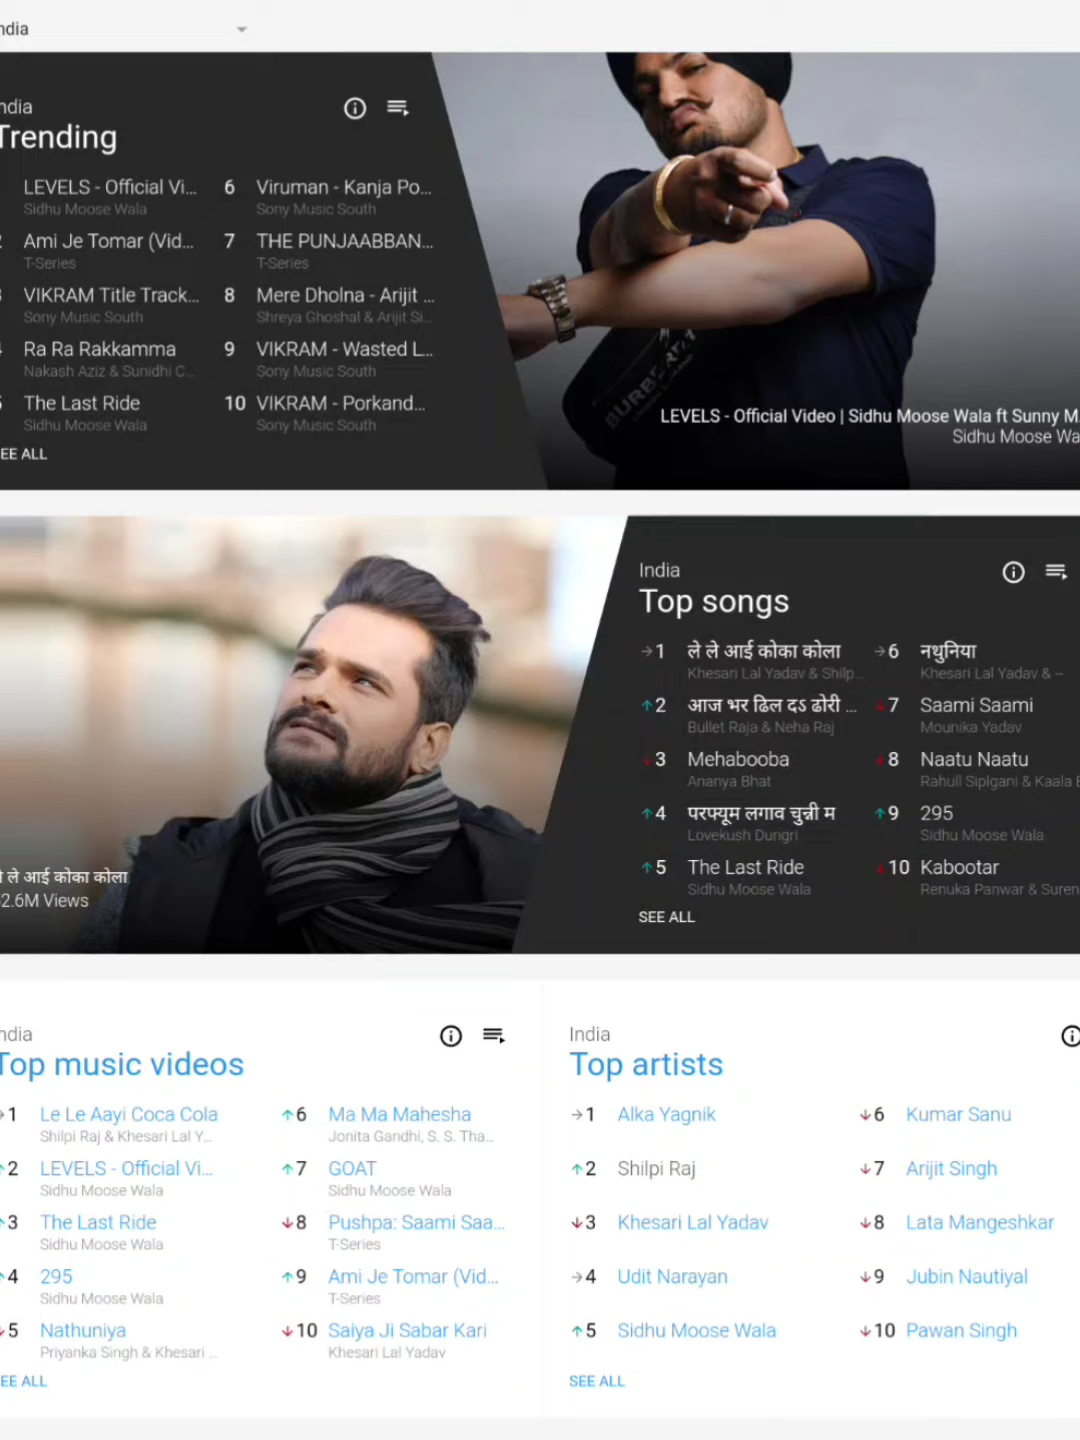 ndia
ndia
Trending
LEVELS - Official Vi...
Sidhu Moose Wala
Ami Je Tomar (Vid...
T-Series
VIKRAM Title Track...
Sony Music South
Ra Ra Rakkamma
Nakash Aziz & Sunidhi C...
The Last Ride
Sidhu Moose Wala
EE ALL
6 Viruman - Kanja Po...
Sony Music South
7 THE PUNJAABBAN...
T-Series
8 Mere Dholna - Arijit ...
Shreya Ghoshal & Arijit Si...
9 VIKRAM - Wasted L...
Sony Music South
10 VIKRAM - Porkand...
Sony Music South
BURBERRY
LEVELS - Official Video | Sidhu Moose Wala ft Sunny M
Sidhu Moose Wa
ले आई कोका कोला
2.6M Views
India
Top songs
1 ले ले आई कोका कोला
Khesari Lal Yadav & Shilp...
2 आज भर ढिल दऽ ढोरी ...
Bullet Raja & Neha Raj
3 Mehabooba
Ananya Bhat
4 परफ्यूम लगाव चुन्नी म
Lovekush Dungri
5 The Last Ride
Sidhu Moose Wala
SEE ALL
6 नथुनिया
Khesari Lal Yadav & --
7 Saami Saami
Mounika Yadav
8 Naatu Naatu
Rahull Siplgani & Kaala B
9 295
Sidhu Moose Wala
10 Kabootar
Renuka Panwar & Suren
ndia
Top music videos
1 Le Le Aayi Coca Cola
Shilpi Raj & Khesari Lal Y...
2 LEVELS - Official Vi...
Sidhu Moose Wala
3 The Last Ride
Sidhu Moose Wala
4 295
Sidhu Moose Wala
5 Nathuniya
Priyanka Singh & Khesari ...
EE ALL
6 Ma Ma Mahesha
Jonita Gandhi, S. S. Tha...
7 GOAT
Sidhu Moose Wala
8 Pushpa: Saami Saa...
T-Series
9 Ami Je Tomar (Vid...
T-Series
10 Saiya Ji Sabar Kari
Khesari Lal Yadav
India
Top artists
1 Alka Yagnik
2 Shilpi Raj
3 Khesari Lal Yadav
4 Udit Narayan
5 Sidhu Moose Wala
SEE ALL
6 Kumar Sanu
7 Arijit Singh
8 Lata Mangeshkar
9 Jubin Nautiyal
10 Pawan Singh